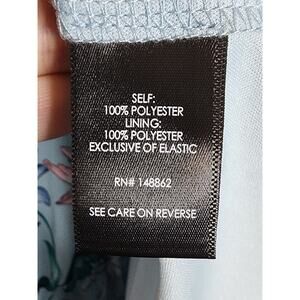 SELF:
100% POLYESTER
LINING:
100% POLYESTER
EXCLUSIVE OF ELASTIC
RN# 148862
SEE CARE ON REVERSE